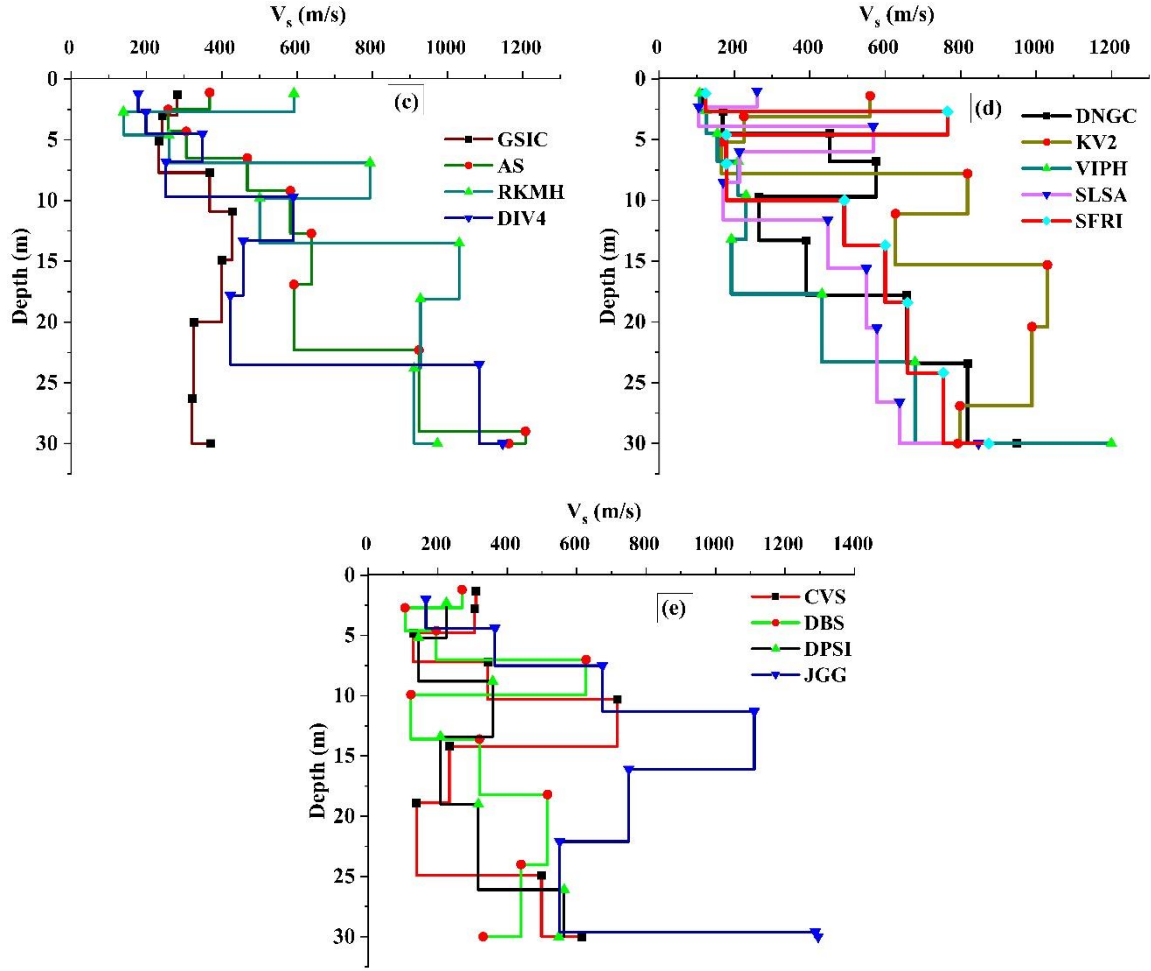 V_s (m/s)
0 200 400 600 800 1000 1200
0
5
10
15
20
25
30
Depth (m)
(c)
GSIC
AS
RKMH
DIV4
V_s (m/s)
0 200 400 600 800 1000 1200
0
5
10
15
20
25
30
Depth (m)
(d)
DNGC
KV2
VIPH
SLSA
SFRI
V_s (m/s)
0 200 400 600 800 1000 1200 1400
0
5
10
15
20
25
30
Depth (m)
(e)
CVS
DBS
DPSI
JGG